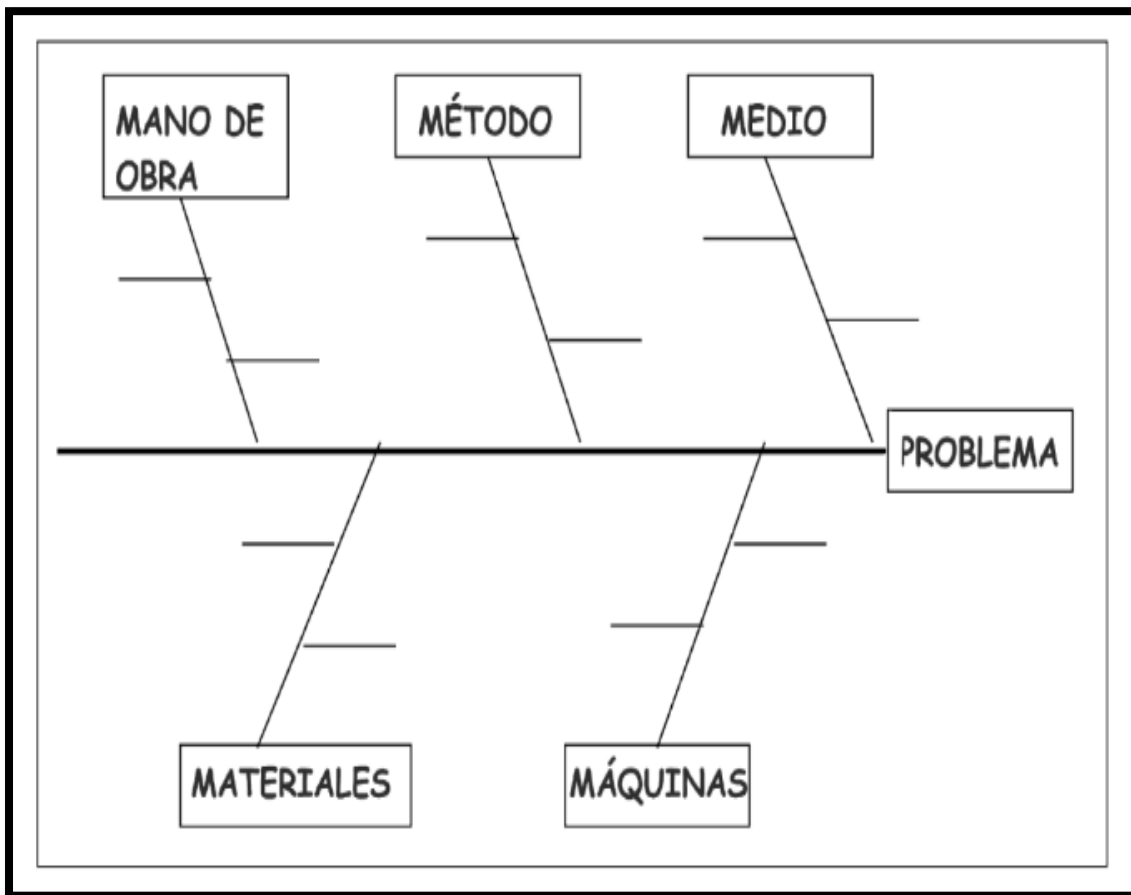 MANO DE
OBRA
MÉTODO
MEDIO
PROBLEMA
MATERIALES
MÁQUINAS